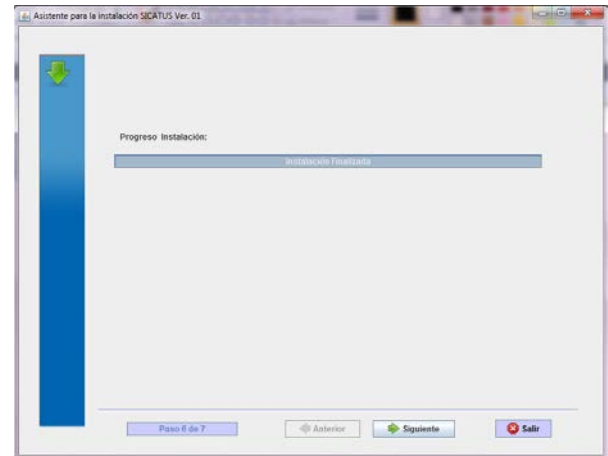 Asistente para la instalación SICATUS Ver. 01
Progreso Instalación:
Instalación Finalizada
Paso 6 de 7
Anterior
Siguiente
Salir